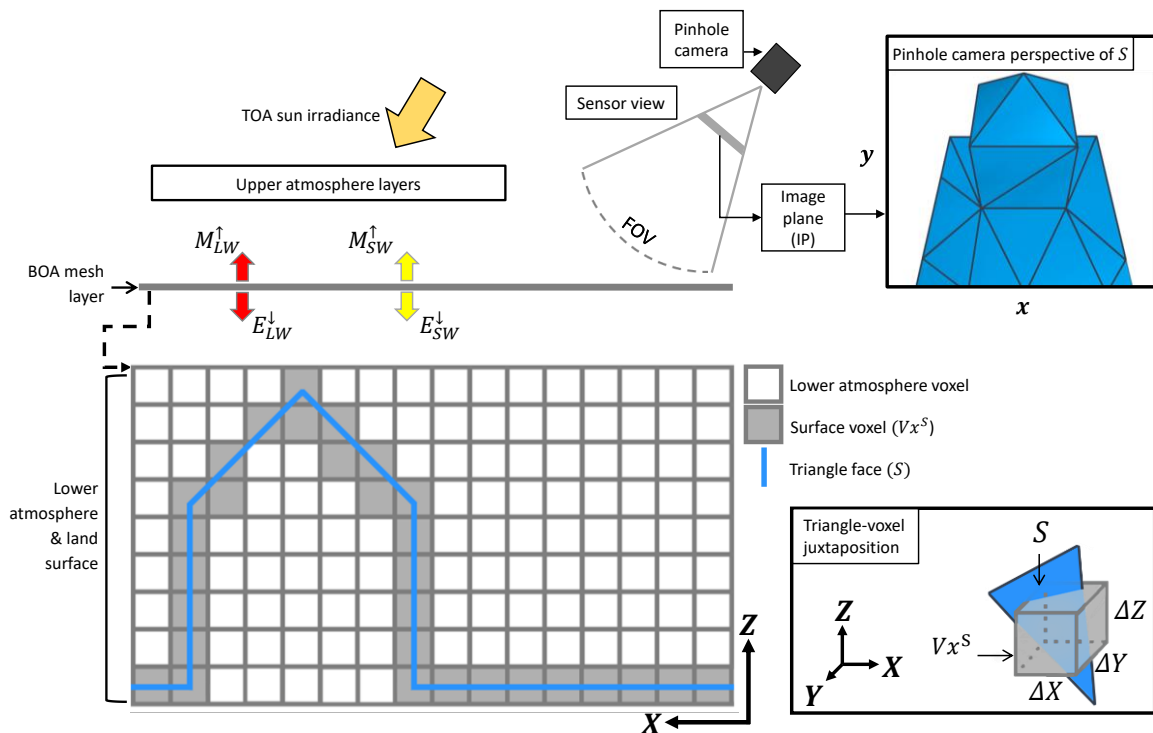 Pinhole
camera
Pinhole camera perspective of S
Sensor view
TOA sun irradiance
y
Upper atmosphere layers
Image
plane
(IP)
FOV
M↑LW
M↑SW
BOA mesh
layer
x
E↓LW
E↓SW
Lower atmosphere voxel
Surface voxel (VxS)
Triangle face (S)
Lower
atmosphere
& land
surface
Triangle-voxel
juxtaposition
S
Z
Z
ΔZ
VxS
X
ΔY
Y
ΔX
X